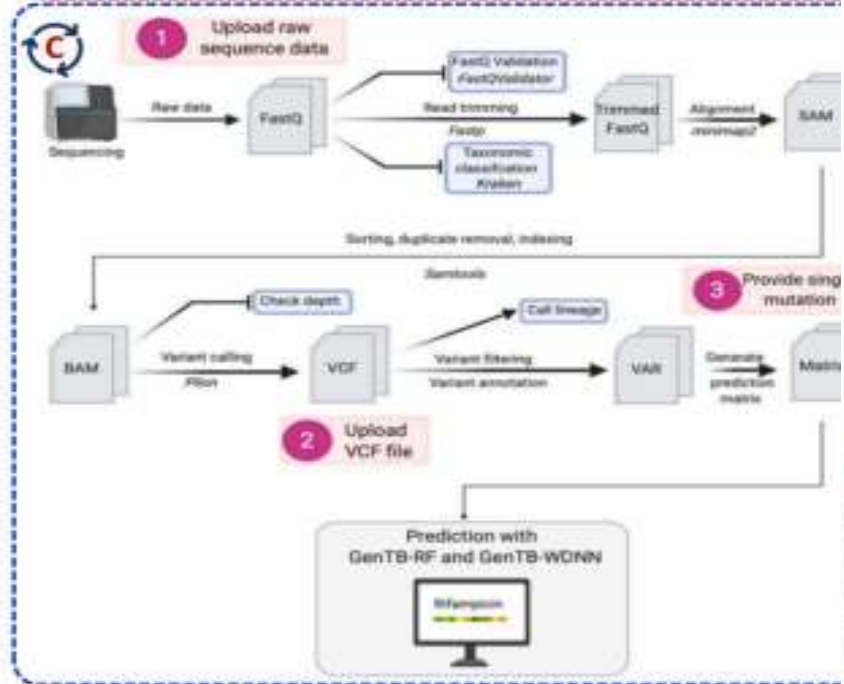 C
1
Upload raw
sequence data
FastQ Validation
FastQValidator
Raw data
FastQ
Read trimming
Fastp
Trimmed
FastQ
Alignment
minimap2
SAM
Sequencing
Taxonomic
classification
Kraken
Sorting, duplicate removal, indexing
Samtools
3
Provide singl
mutation
Check depth
Call lineage
BAM
Variant calling
Pilon
VCF
Variant filtering
Variant annotation
VAR
Generate
prediction
matrix
Matrix
2
Upload
VCF file
Prediction with
GenTB-RF and GenTB-WDNN
Rifampicin